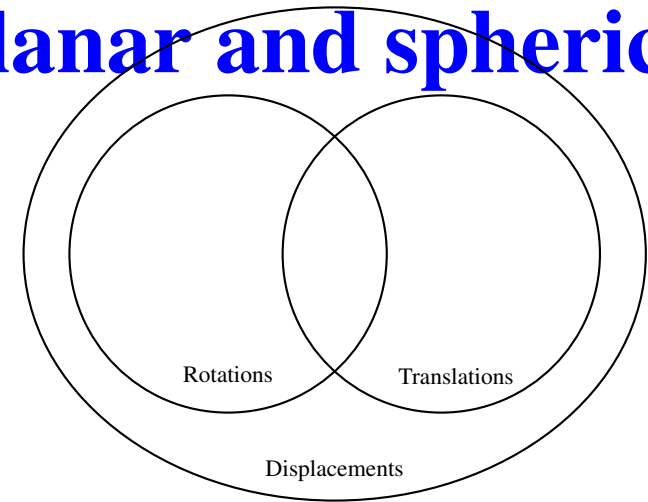 lanar and spheric
Rotations
Translations
Displacements